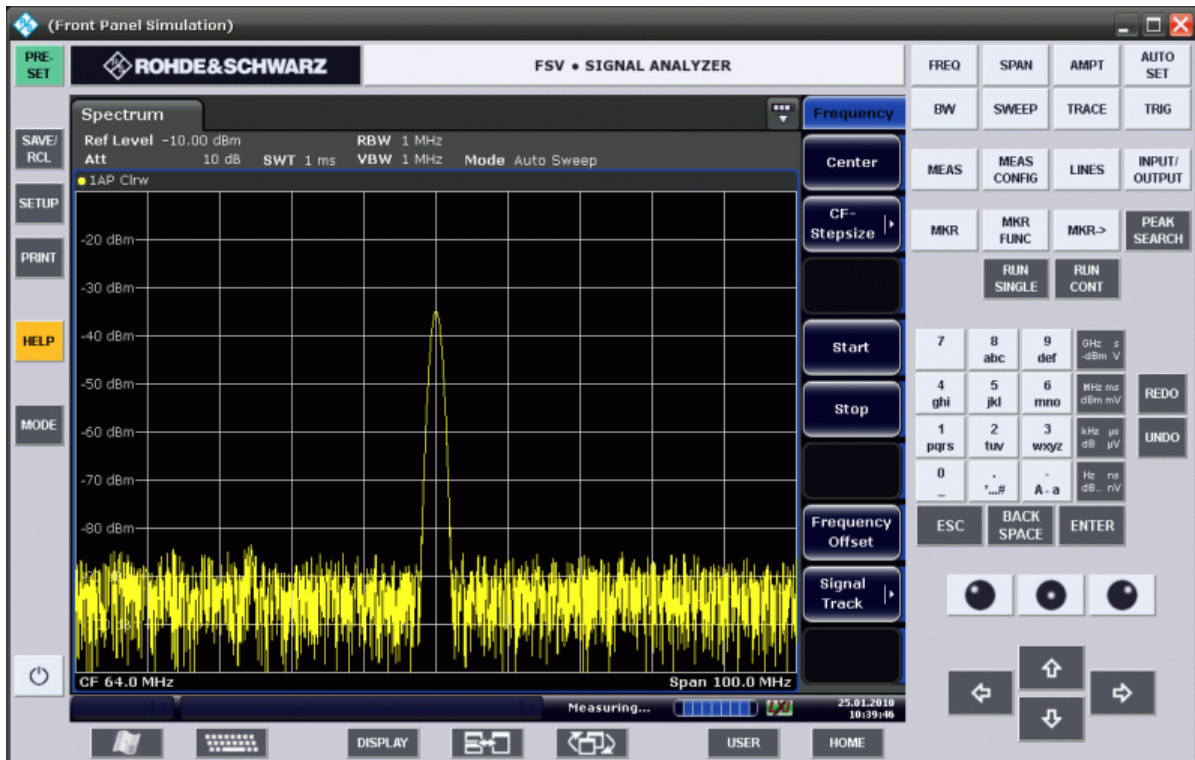 (Front Panel Simulation)
PRE-
SET
ROHDE&SCHWARZ
FSV • SIGNAL ANALYZER
FREQ
SPAN
AMPT
AUTO
SET
Spectrum
Frequency
BW
SWEEP
TRACE
TRIG
SAVE/
RCL
Ref Level -10.00 dBm
RBW 1 MHz
Att 10 dB SWT 1 ms VBW 1 MHz Mode Auto Sweep
1AP Clrw
Center
MEAS
MEAS
CONFIG
LINES
INPUT/
OUTPUT
SETUP
CF-
Stepsize
MKR
MKR
FUNC
MKR->
PEAK
SEARCH
-20 dBm
PRINT
RUN
SINGLE
RUN
CONT
-30 dBm
HELP
-40 dBm
Start
7
8
abc
9
def
GHz s
-dBm V
-50 dBm
Stop
4
ghi
5
jkl
6
mno
MHz ms
dBm mV
REDO
MODE
-60 dBm
1
pqrs
2
tuv
3
wxyz
kHz µs
dB µV
UNDO
-70 dBm
0
_
.
*...#
-
A-a
Hz ns
dB.. nV
-80 dBm
Frequency
Offset
ESC
BACK
SPACE
ENTER
Signal
Track
CF 64.0 MHz
Span 100.0 MHz
Measuring...
25.01.2010
10:39:46
DISPLAY
USER
HOME